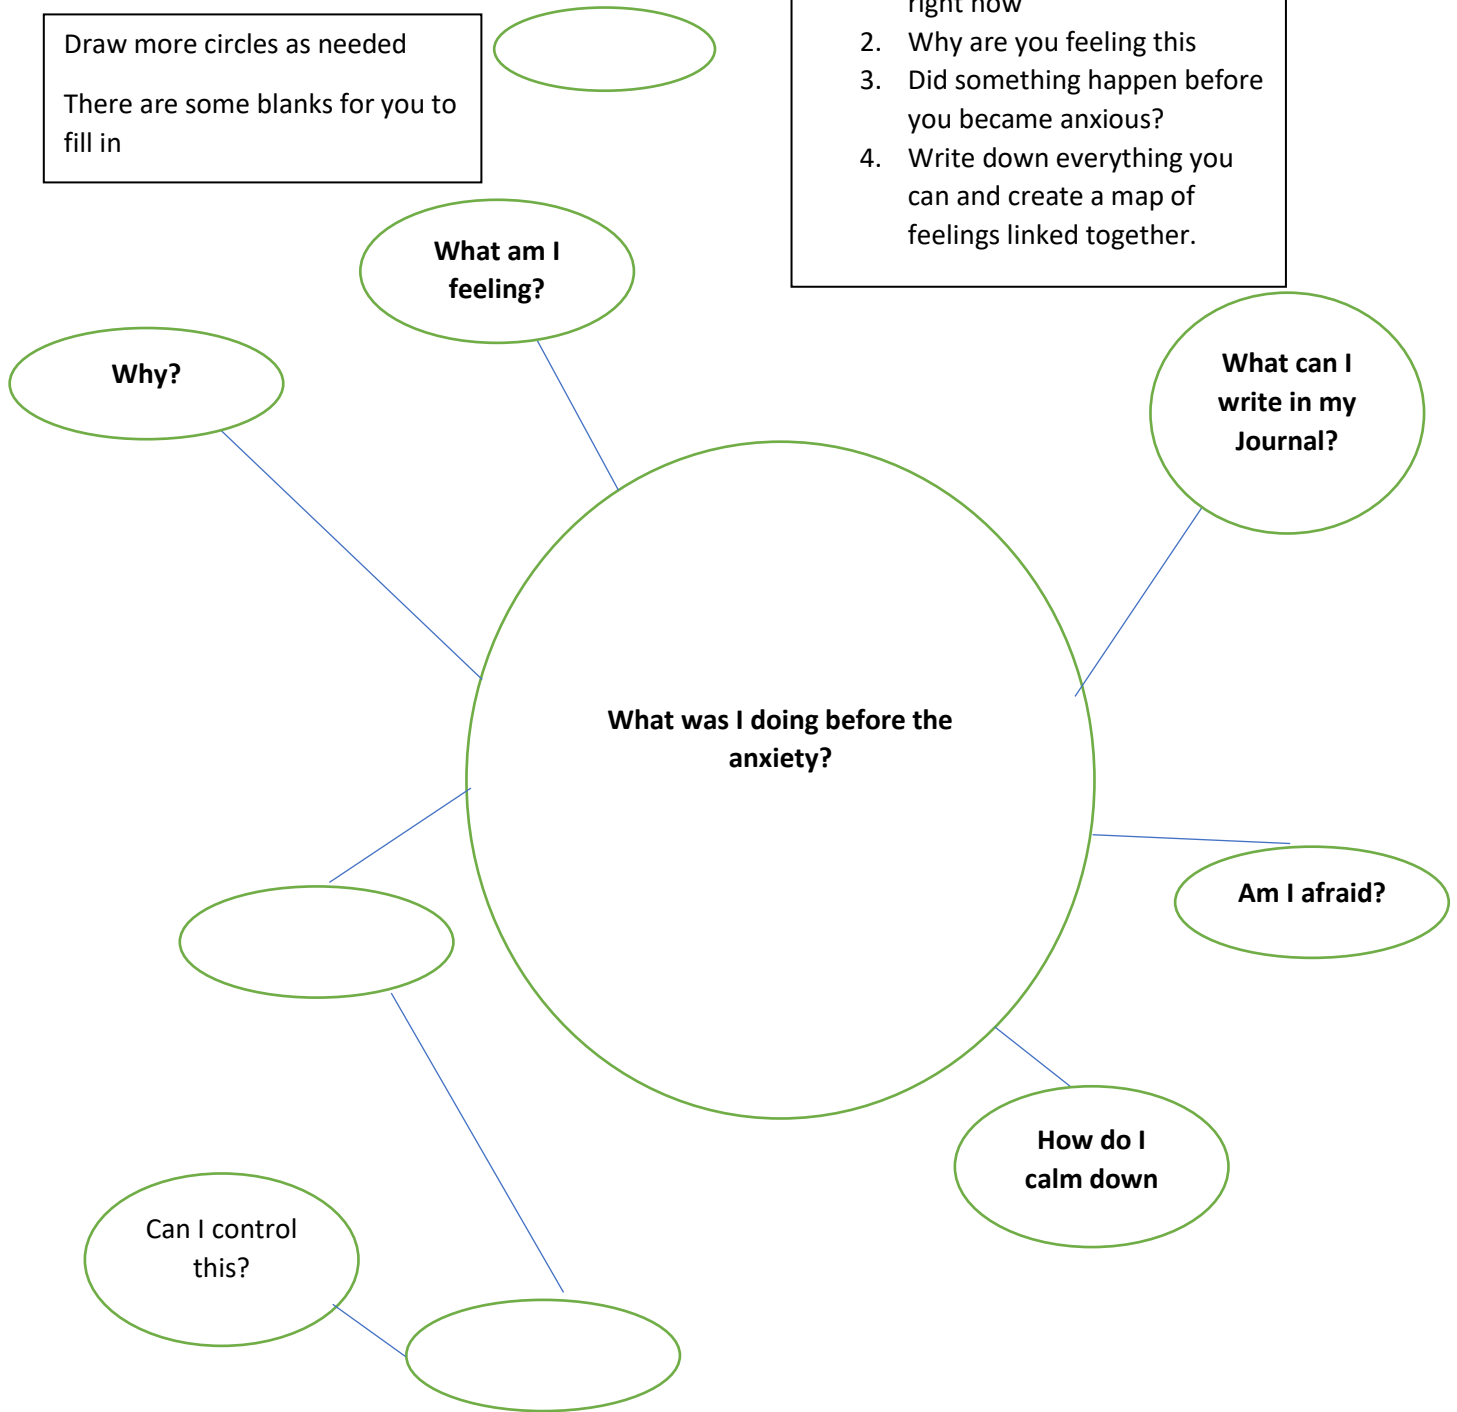 right now
Draw more circles as needed
There are some blanks for you to
fill in
2. Why are you feeling this
3. Did something happen before
you became anxious?
4. Write down everything you
can and create a map of
feelings linked together.
What am I
feeling?
Why?
What can I
write in my
Journal?
What was I doing before the
anxiety?
Am I afraid?
How do I
calm down
Can I control
this?